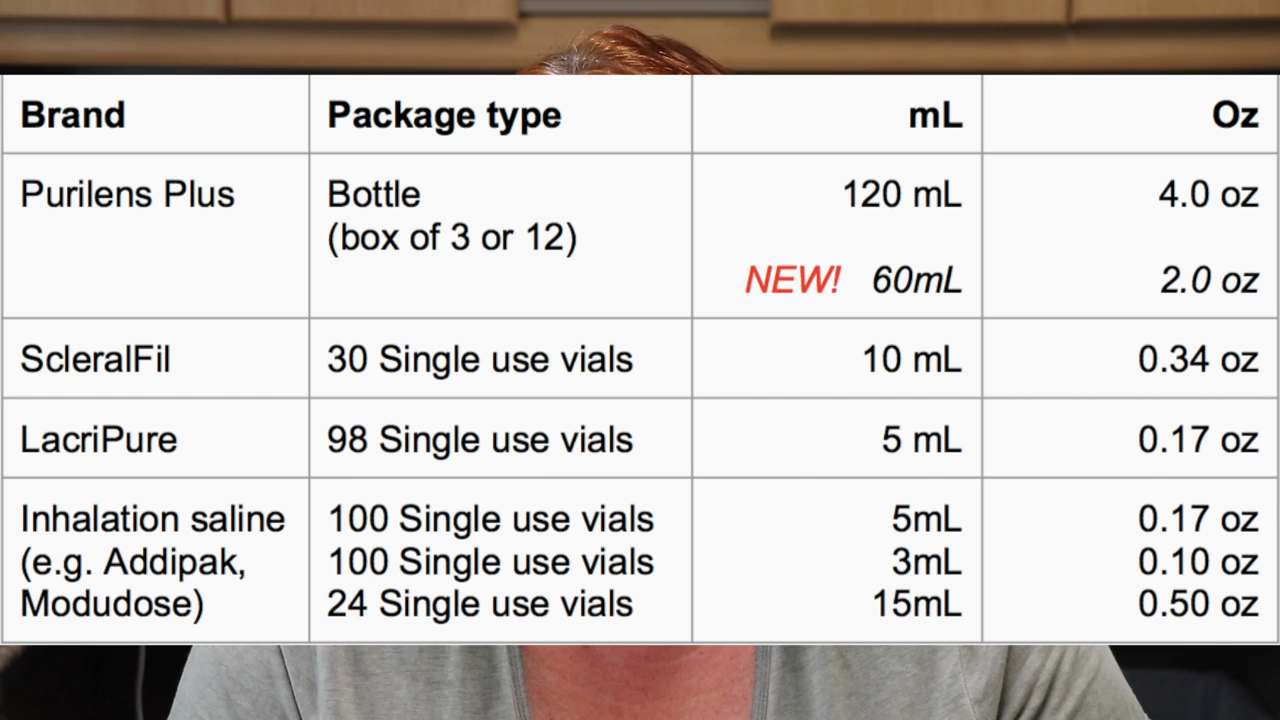 Brand Package type mL Oz
Purilens Plus Bottle 120 mL 4.0 oz
(box of 3 or 12)
NEW! 60mL 2.0 oz
ScleralFil 30 Single use vials 10 mL 0.34 oz
LacriPure 98 Single use vials 5 mL 0.17 oz
Inhalation saline 100 Single use vials 5mL 0.17 oz
(e.g. Addipak, 100 Single use vials 3mL 0.10 oz
Modudose) 24 Single use vials 15mL 0.50 oz